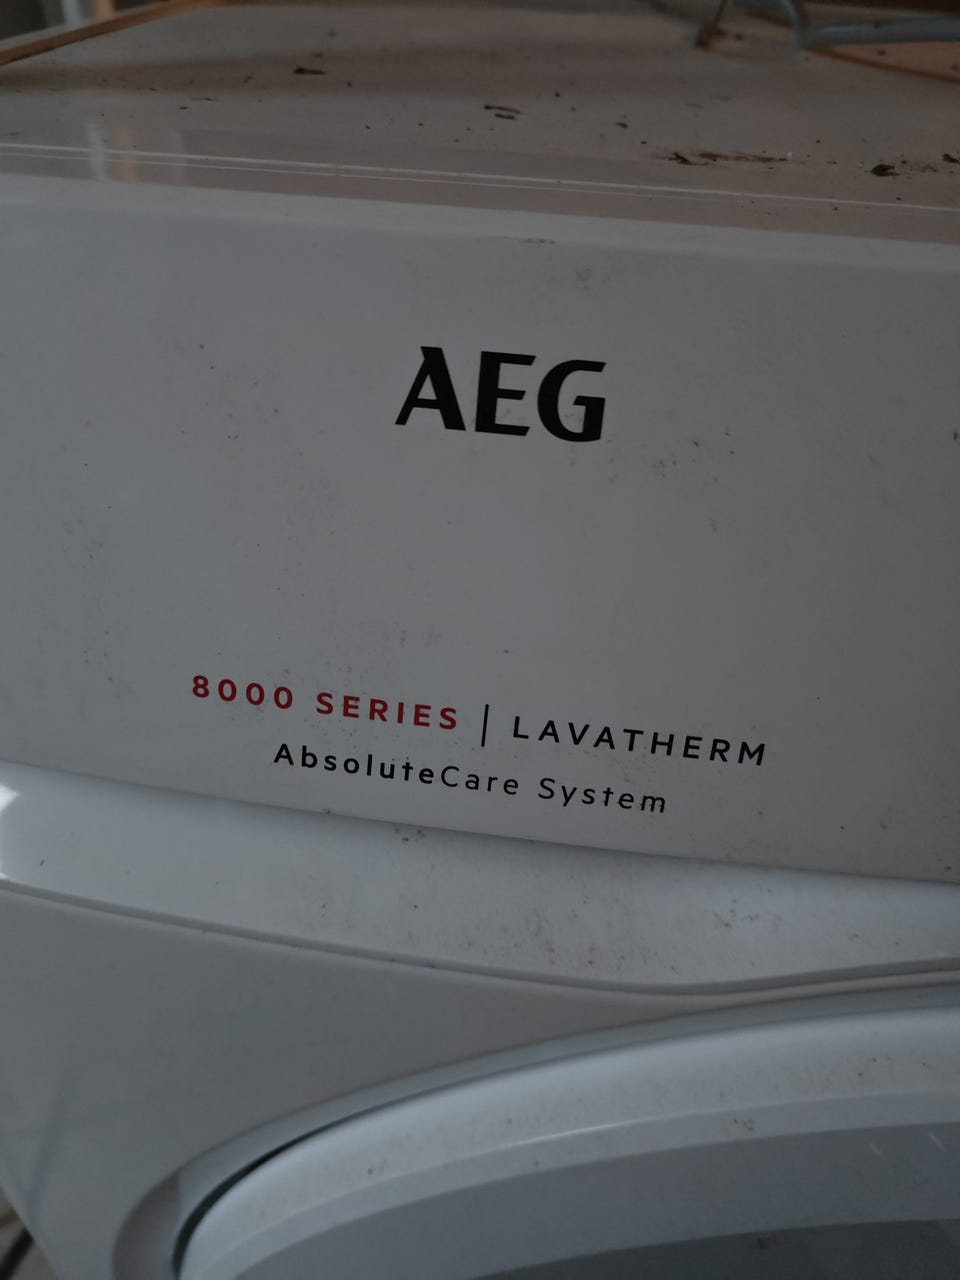 AEG
8000 SERIES | LAVATHERM
AbsoluteCare System